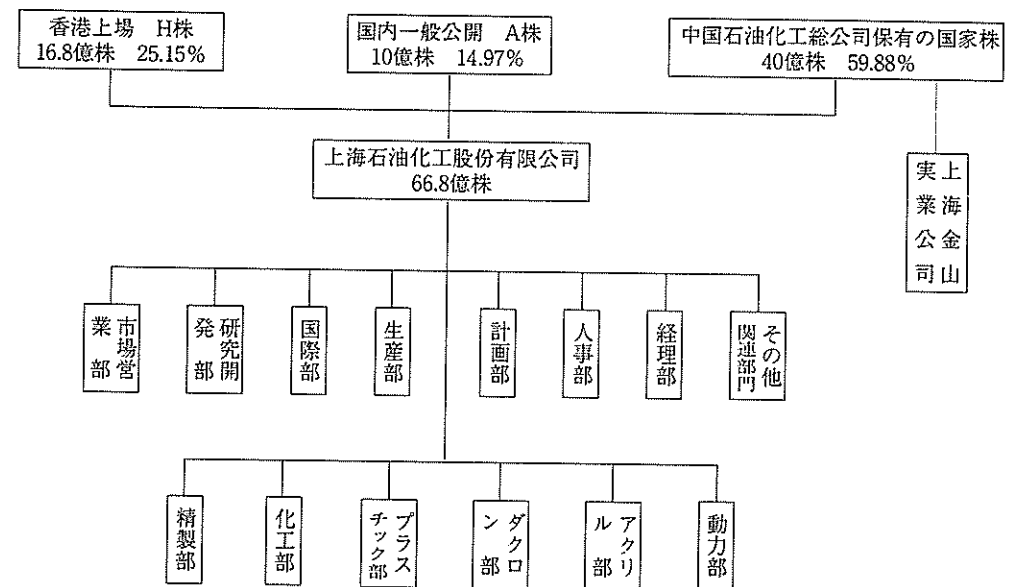 香港上場 H株
16.8億株 25.15%
国内一般公開 A株
10億株 14.97%
中国石油化工総公司保有の国家株
40億株 59.88%
上海石油化工股份有限公司
66.8億株
上海金山
実業公司
市場営
業部
研究開
発部
国際部
生産部
計画部
人事部
経理部
その他
関連部門
精製部
化工部
プラス
チック部
ダクロ
ン部
アクリ
ル部
動力部